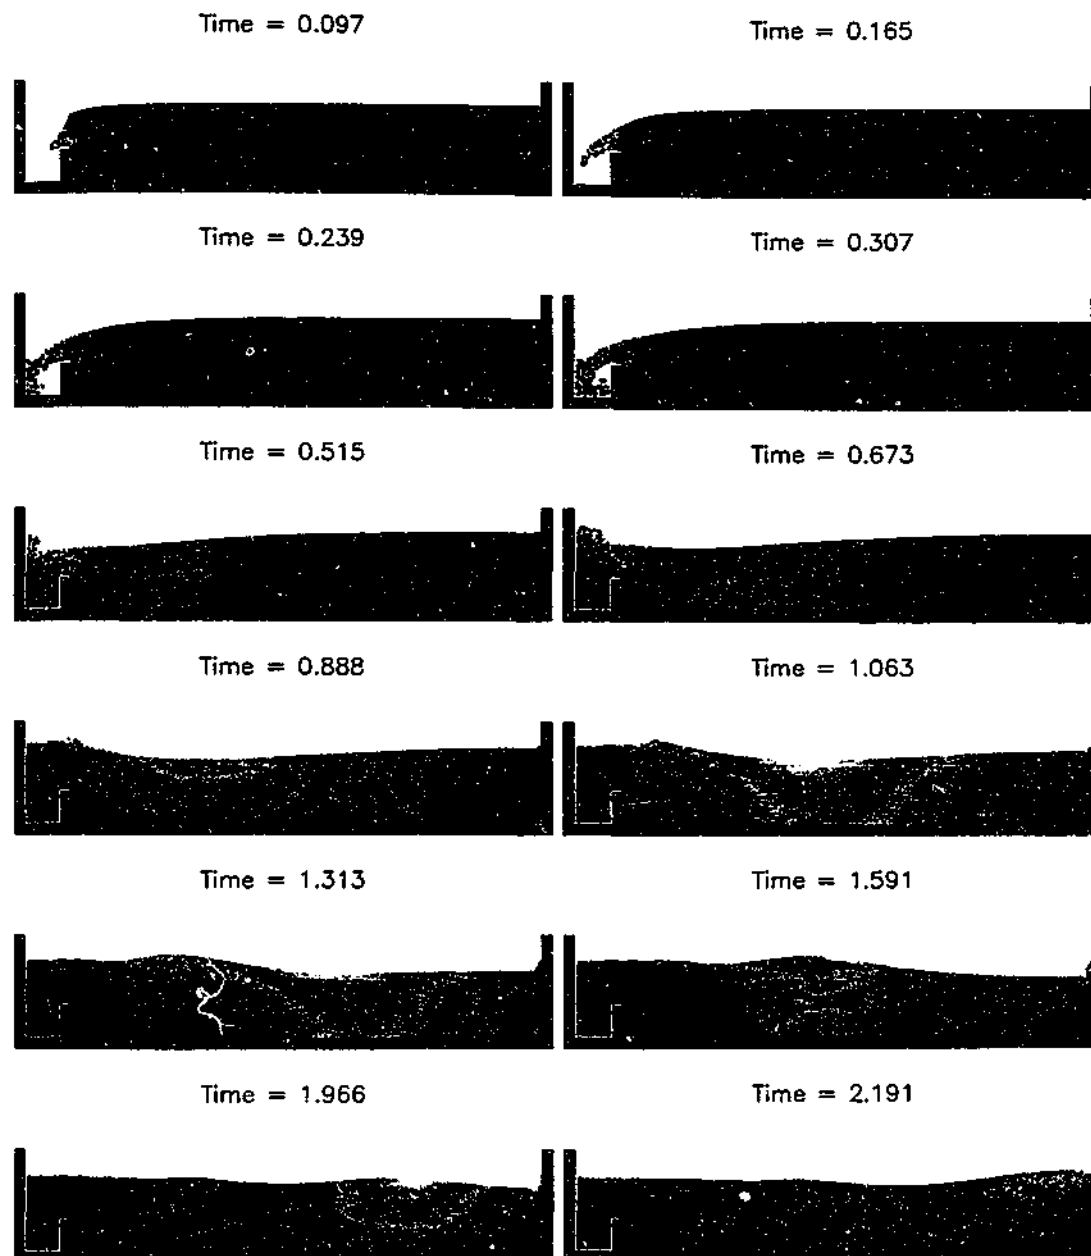 Time = 0.097
Time = 0.165
Time = 0.239
Time = 0.307
Time = 0.515
Time = 0.673
Time = 0.888
Time = 1.063
Time = 1.313
Time = 1.591
Time = 1.966
Time = 2.191